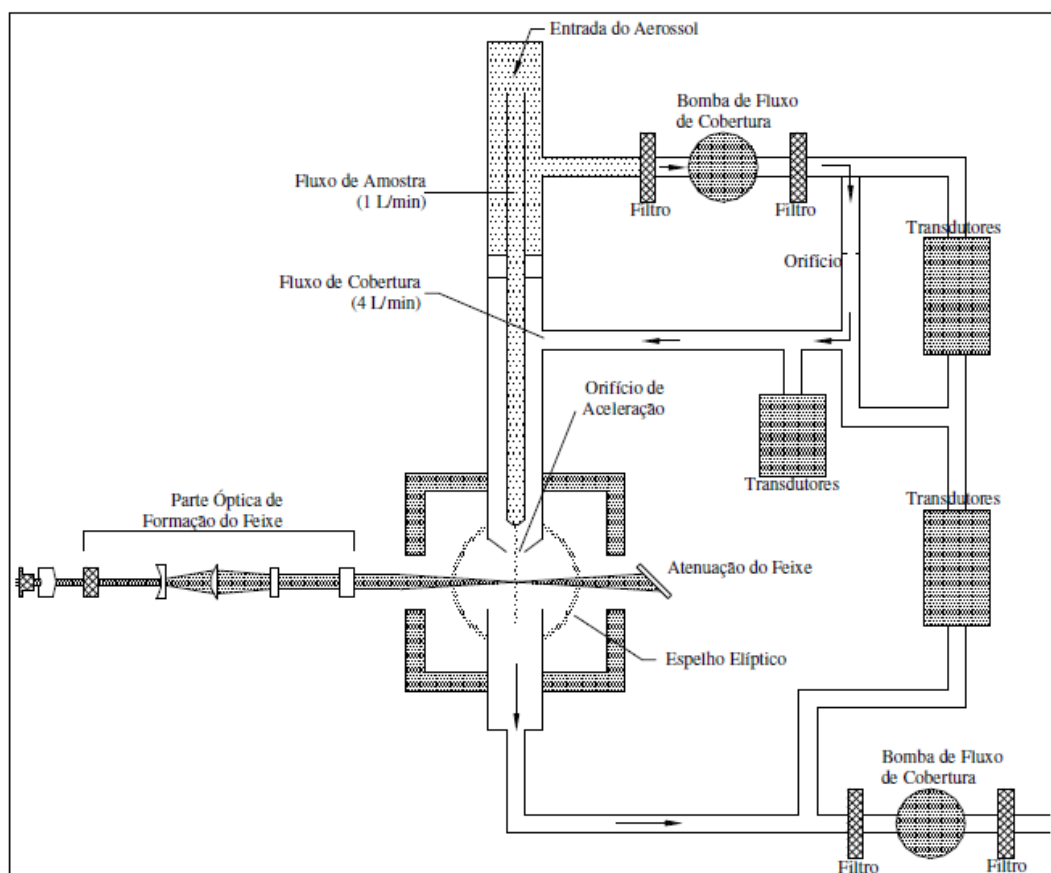 Entrada do Aerossol
Bomba de Fluxo
de Cobertura
Fluxo de Amostra
(1 L/min)
Filtro
Filtro
Transdutores
Orifício
Fluxo de Cobertura
(4 L/min)
Orifício de
Aceleração
Transdutores
Parte Óptica de
Formação do Feixe
Transdutores
Atenuação do Feixe
Espelho Elíptico
Bomba de Fluxo
de Cobertura
Filtro
Filtro